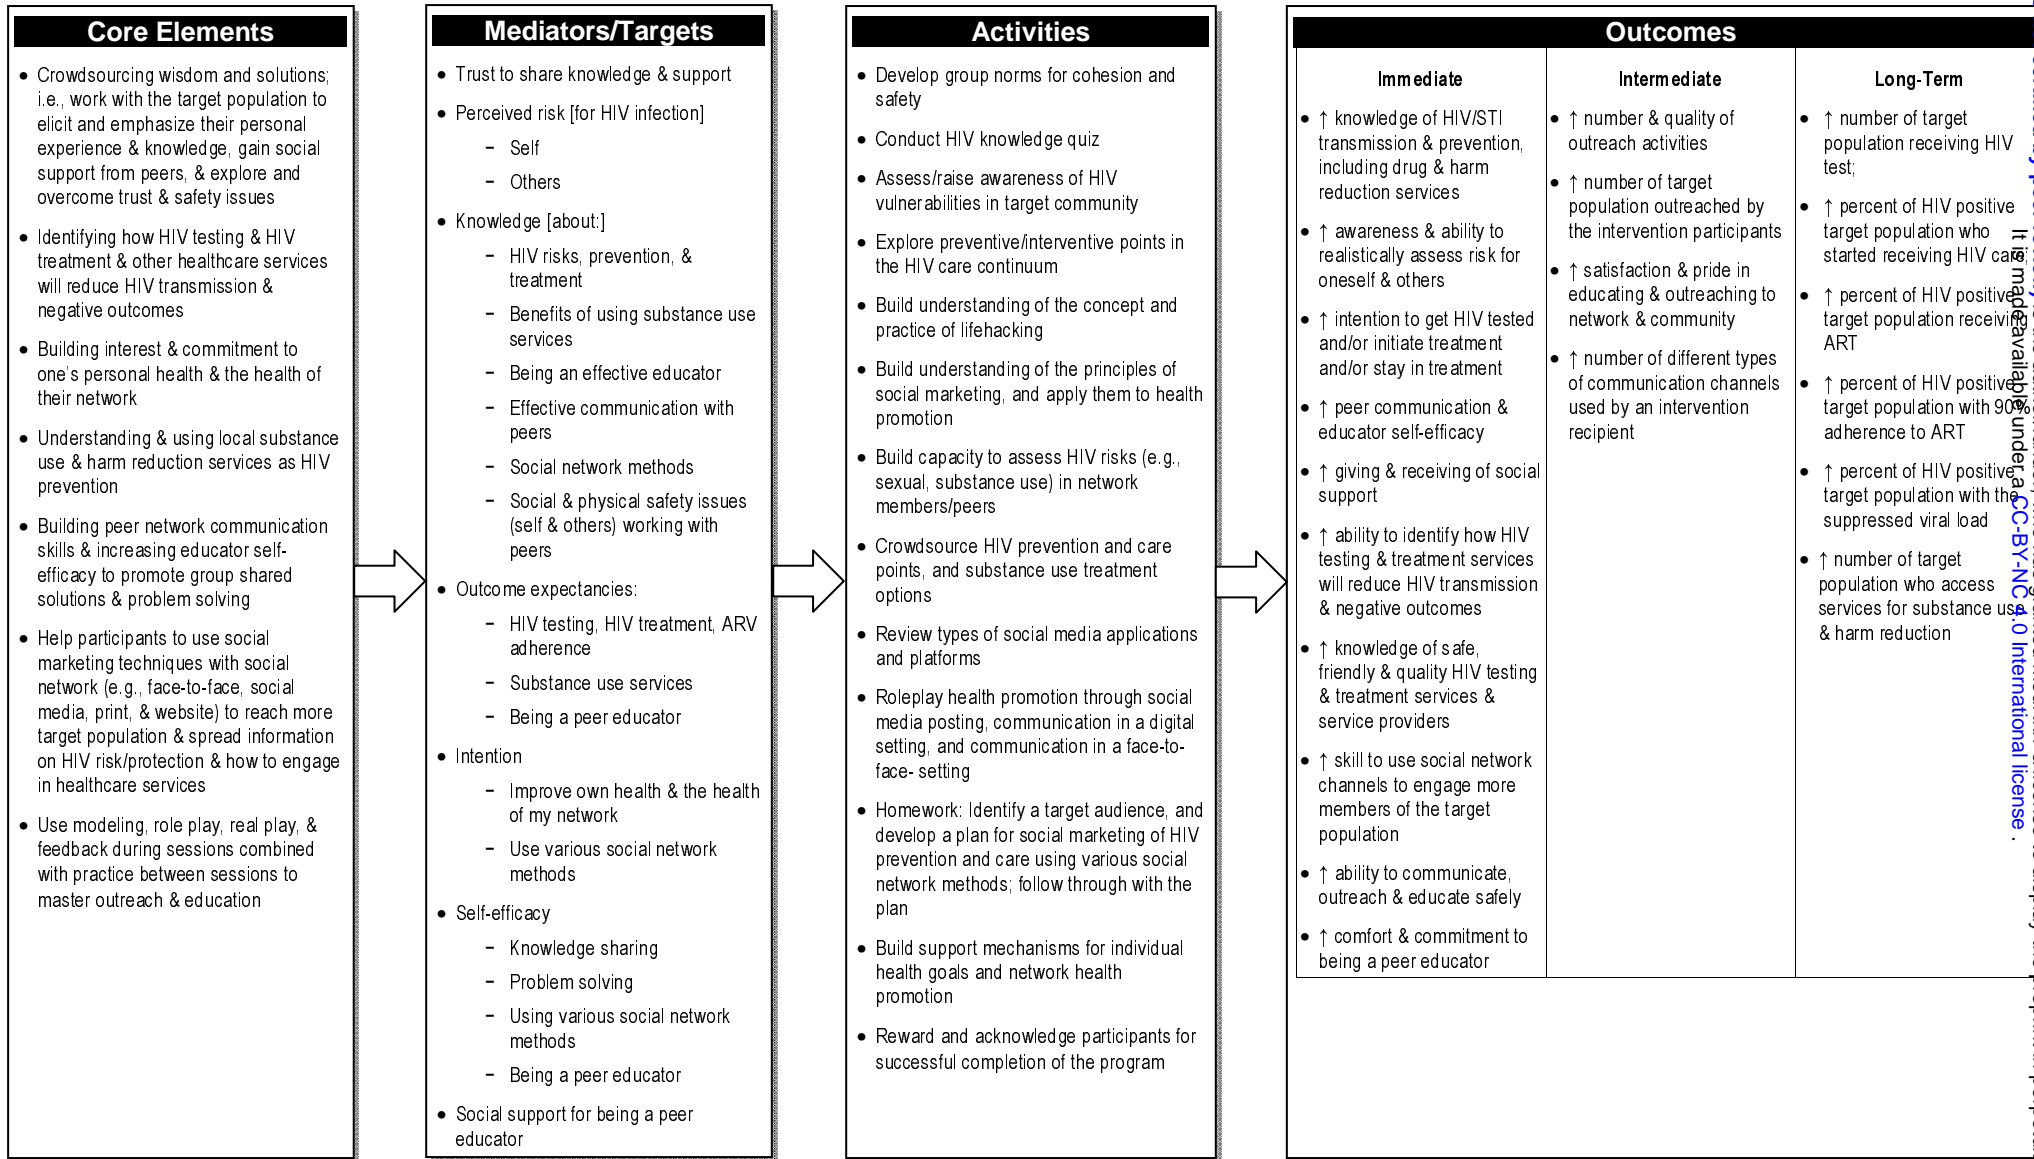 Core Elements
• Crowdsourcing wisdom and solutions;
i.e., work with the target population to
elicit and emphasize their personal
experience & knowledge, gain social
support from peers, & explore and
overcome trust & safety issues
• Identifying how HIV testing & HIV
treatment & other healthcare services
will reduce HIV transmission &
negative outcomes
• Building interest & commitment to
one's personal health & the health of
their network
• Understanding & using local substance
use & harm reduction services as HIV
prevention
• Building peer network communication
skills & increasing educator self-
efficacy to promote group shared
solutions & problem solving
• Help participants to use social
marketing techniques with social
network (e.g., face-to-face, social
media, print, & website) to reach more
target population & spread information
on HIV risk/protection & how to engage
in healthcare services
• Use modeling, role play, real play, &
feedback during sessions combined
with practice between sessions to
master outreach & education
Mediators/Targets
• Trust to share knowledge & support
• Perceived risk [for HIV infection]
– Self
– Others
• Knowledge [about:]
– HIV risks, prevention, &
treatment
– Benefits of using substance use
services
– Being an effective educator
– Effective communication with
peers
– Social network methods
– Social & physical safety issues
(self & others) working with
peers
• Outcome expectancies:
– HIV testing, HIV treatment, ARV
adherence
– Substance use services
– Being a peer educator
• Intention
– Improve own health & the health
of my network
– Use various social network
methods
• Self-efficacy
– Knowledge sharing
– Problem solving
– Using various social network
methods
– Being a peer educator
• Social support for being a peer
educator
Activities
• Develop group norms for cohesion and
safety
• Conduct HIV knowledge quiz
• Assess/raise awareness of HIV
vulnerabilities in target community
• Explore preventive/interventive points in
the HIV care continuum
• Build understanding of the concept and
practice of lifehacking
• Build understanding of the principles of
social marketing, and apply them to health
promotion
• Build capacity to assess HIV risks (e.g.,
sexual, substance use) in network
members/peers
• Crowdsource HIV prevention and care
points, and substance use treatment
options
• Review types of social media applications
and platforms
• Roleplay health promotion through social
media posting, communication in a digital
setting, and communication in a face-to-
face- setting
• Homework: Identify a target audience, and
develop a plan for social marketing of HIV
prevention and care using various social
network methods; follow through with the
plan
• Build support mechanisms for individual
health goals and network health
promotion
• Reward and acknowledge participants for
successful completion of the program
Outcomes
Immediate
• ↑ knowledge of HIV/STI
transmission & prevention,
including drug & harm
reduction services
• ↑ awareness & ability to
realistically assess risk for
oneself & others
• ↑ intention to get HIV tested
and/or initiate treatment
and/or stay in treatment
• ↑ peer communication &
educator self-efficacy
• ↑ giving & receiving of social
support
• ↑ ability to identify how HIV
testing & treatment services
will reduce HIV transmission
& negative outcomes
• ↑ knowledge of safe,
friendly & quality HIV testing
& treatment services &
service providers
• ↑ skill to use social network
channels to engage more
members of the target
population
• ↑ ability to communicate,
outreach & educate safely
• ↑ comfort & commitment to
being a peer educator
Intermediate
• ↑ number & quality of
outreach activities
• ↑ number of target
population outreached by
the intervention participants
• ↑ satisfaction & pride in
educating & outreaching to
network & community
• ↑ number of different types
of communication channels
used by an intervention
recipient
Long-Term
• ↑ number of target
population receiving HIV
test;
• ↑ percent of HIV positive
target population who
started receiving HIV care;
• ↑ percent of HIV positive
target population receiving
ART
• ↑ percent of HIV positive
target population with 90%
adherence to ART
• ↑ percent of HIV positive
target population with the
suppressed viral load
• ↑ number of target
population who access
services for substance use
& harm reduction
It is made available under a CC-BY-NC 4.0 International license .